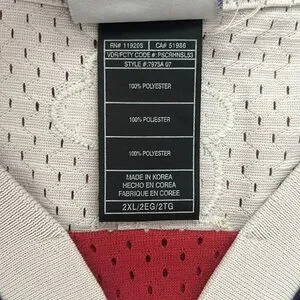 RN# 119205 CA# 51986
VDR/FCTY CODE#: PSCRHNSL53
STYLE #:7973A 07
100% POLYESTER
100% POLYESTER
100% POLYESTER
MADE IN KOREA
HECHO EN COREA
FABRIQUE EN COREE
2XL/2EG/2TG